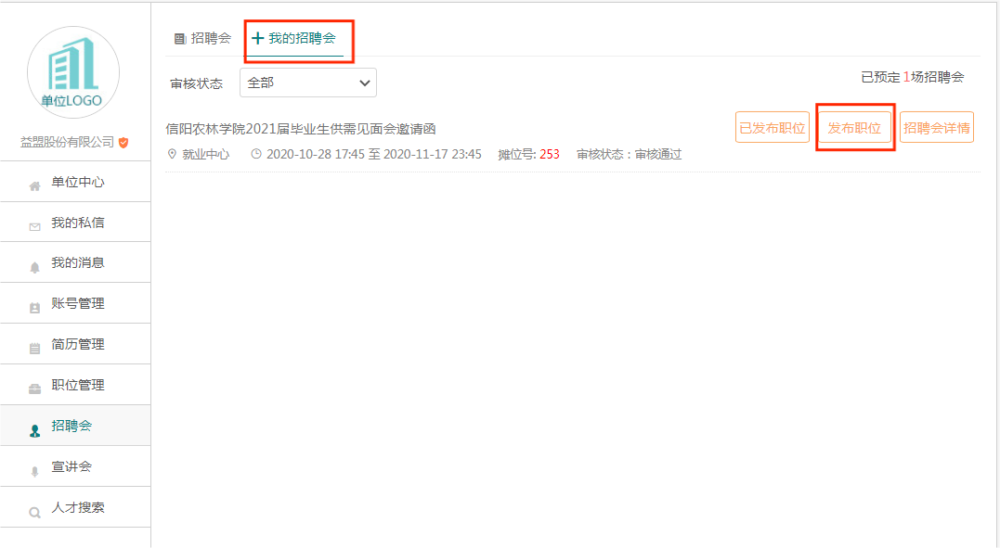 单位LOGO
益盟股份有限公司
单位中心
我的私信
我的消息
账号管理
简历管理
职位管理
招聘会
宣讲会
人才搜索
招聘会 我的招聘会
审核状态 全部
已预定1场招聘会
信阳农林学院2021届毕业生供需见面会邀请函
已发布职位 发布职位 招聘会详情
就业中心 2020-10-28 17:45 至 2020-11-17 23:45 摊位号: 253 审核状态：审核通过